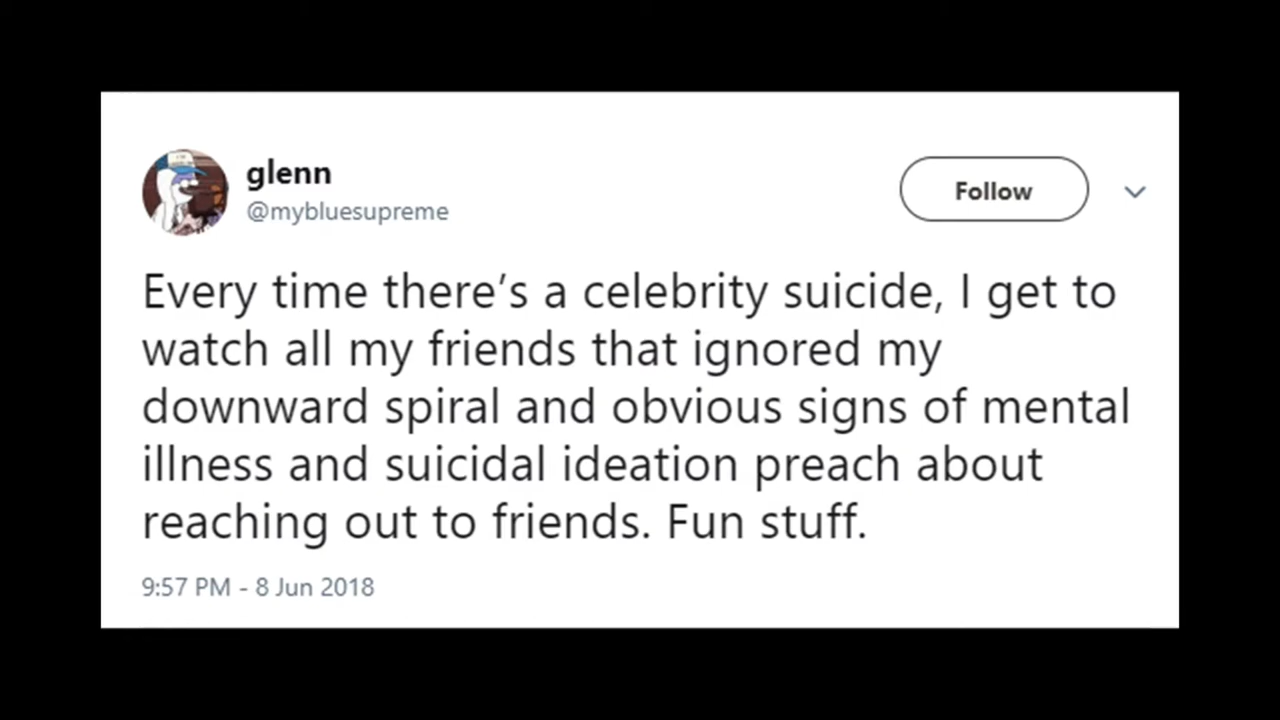 glenn
@mybluesupreme
Follow
Every time there’s a celebrity suicide, I get to
watch all my friends that ignored my
downward spiral and obvious signs of mental
illness and suicidal ideation preach about
reaching out to friends. Fun stuff.
9:57 PM - 8 Jun 2018